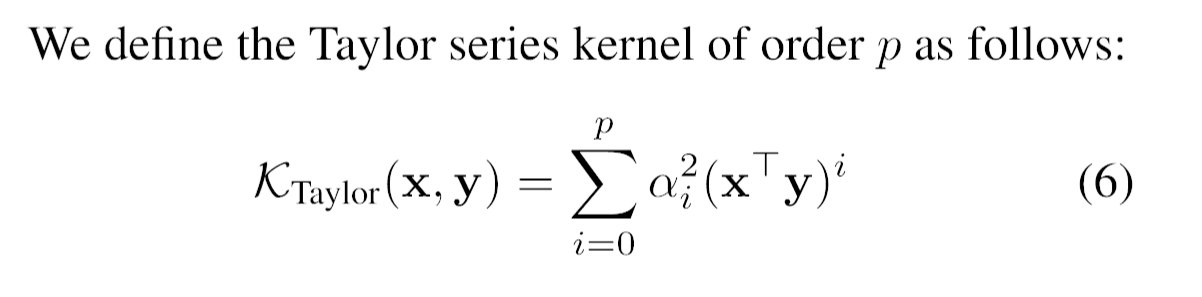 We define the Taylor series kernel of order p as follows:
𝒦_Taylor(𝐱, 𝐲) = ∑_{i=0}^{p} α_i^2 (𝐱^⊤𝐲)^i (6)